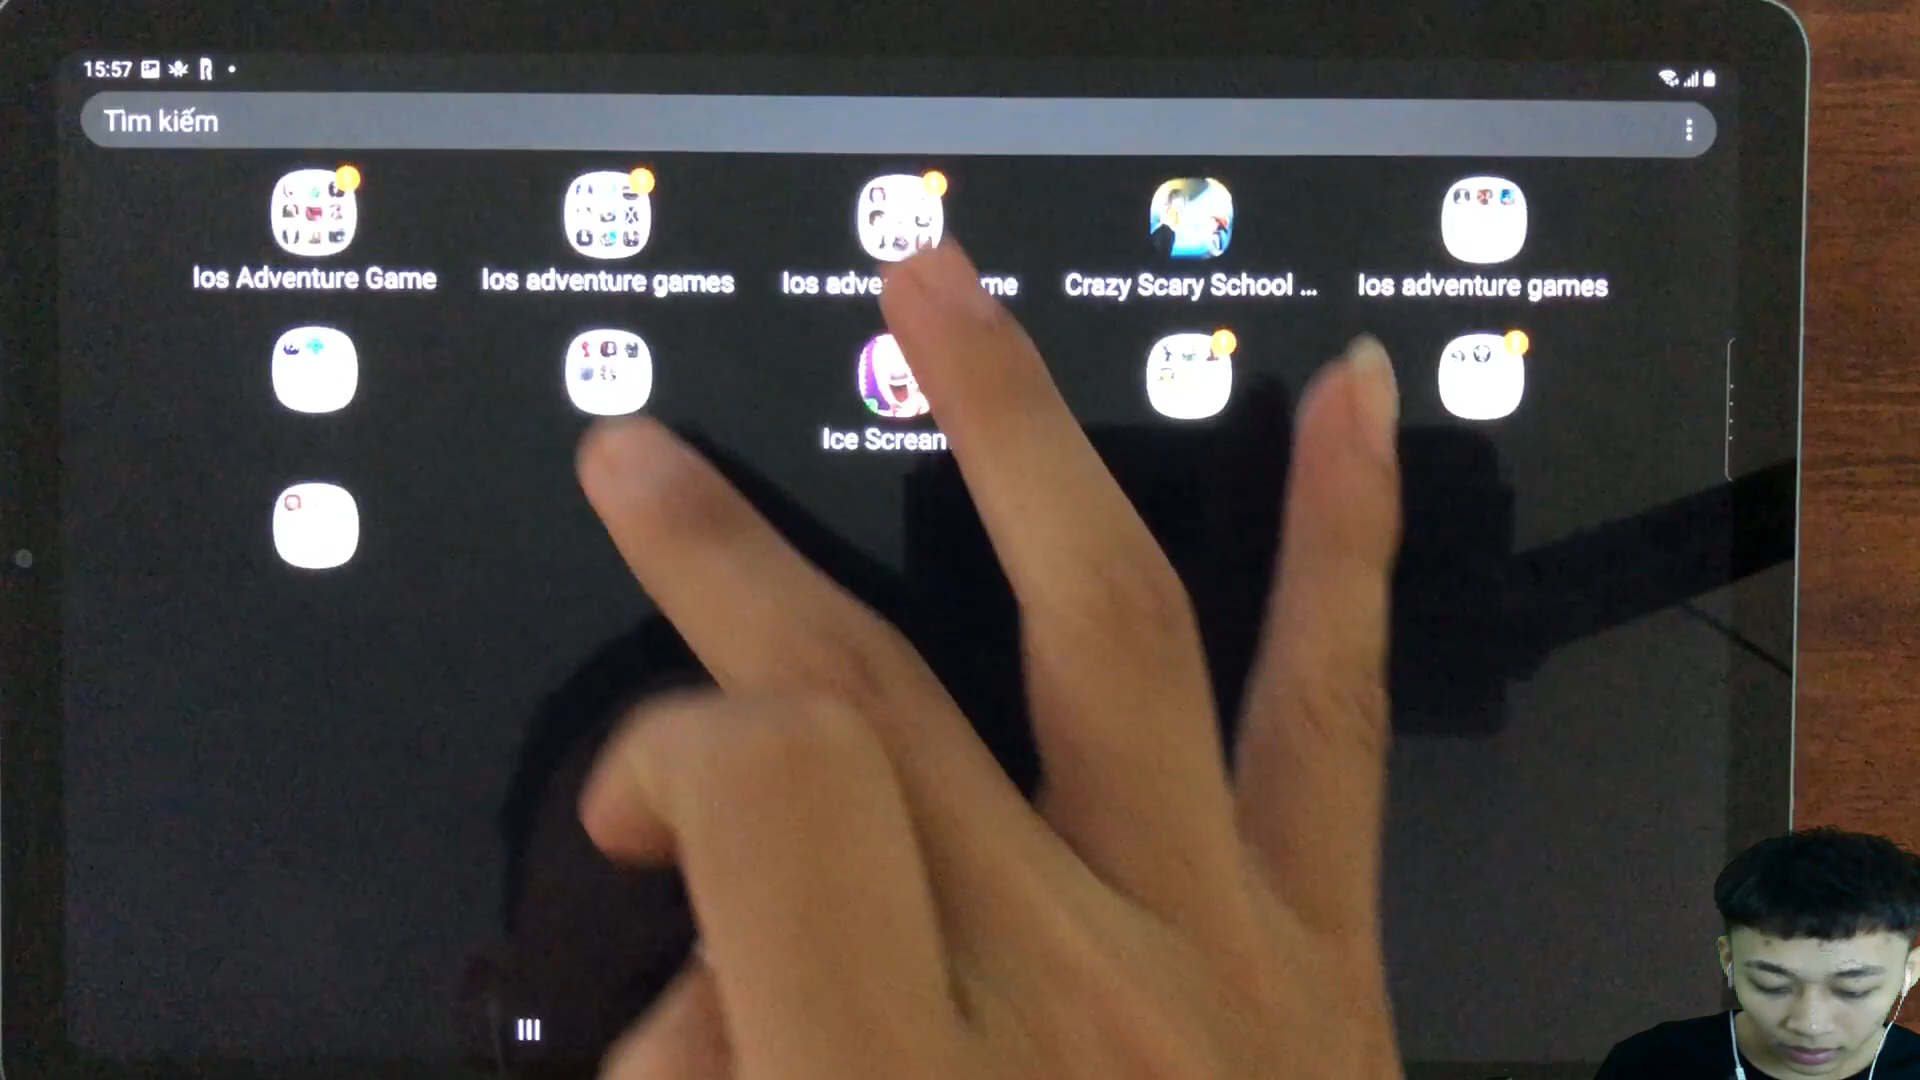 15:57
Tìm kiếm
Ios Adventure Game
Ios adventure games
Ios adve me
Crazy Scary School ...
Ios adventure games
Ice Scream